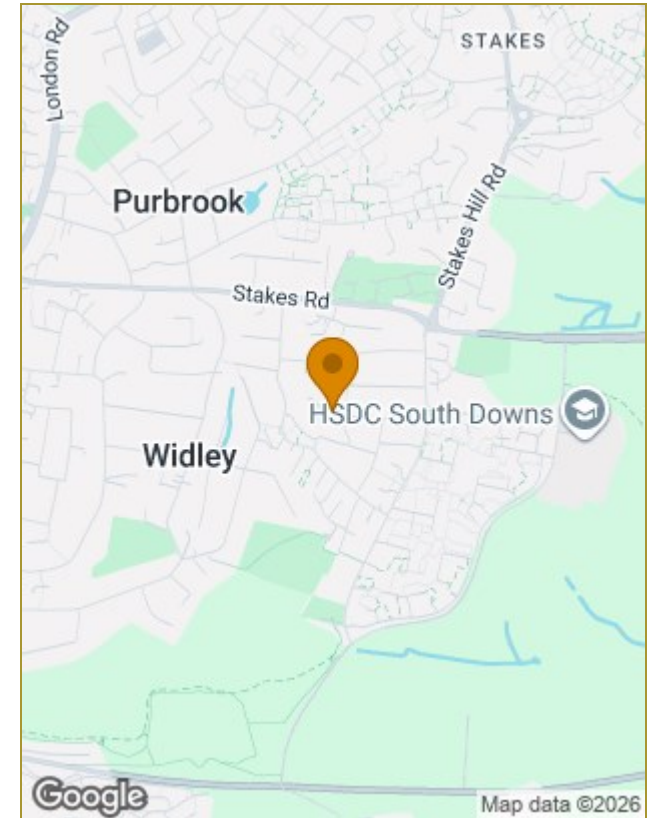 London Rd
STAKES
Purbrook
Stakes Hill Rd
Stakes Rd
HSDC South Downs
Widley
Google
Map data ©2026